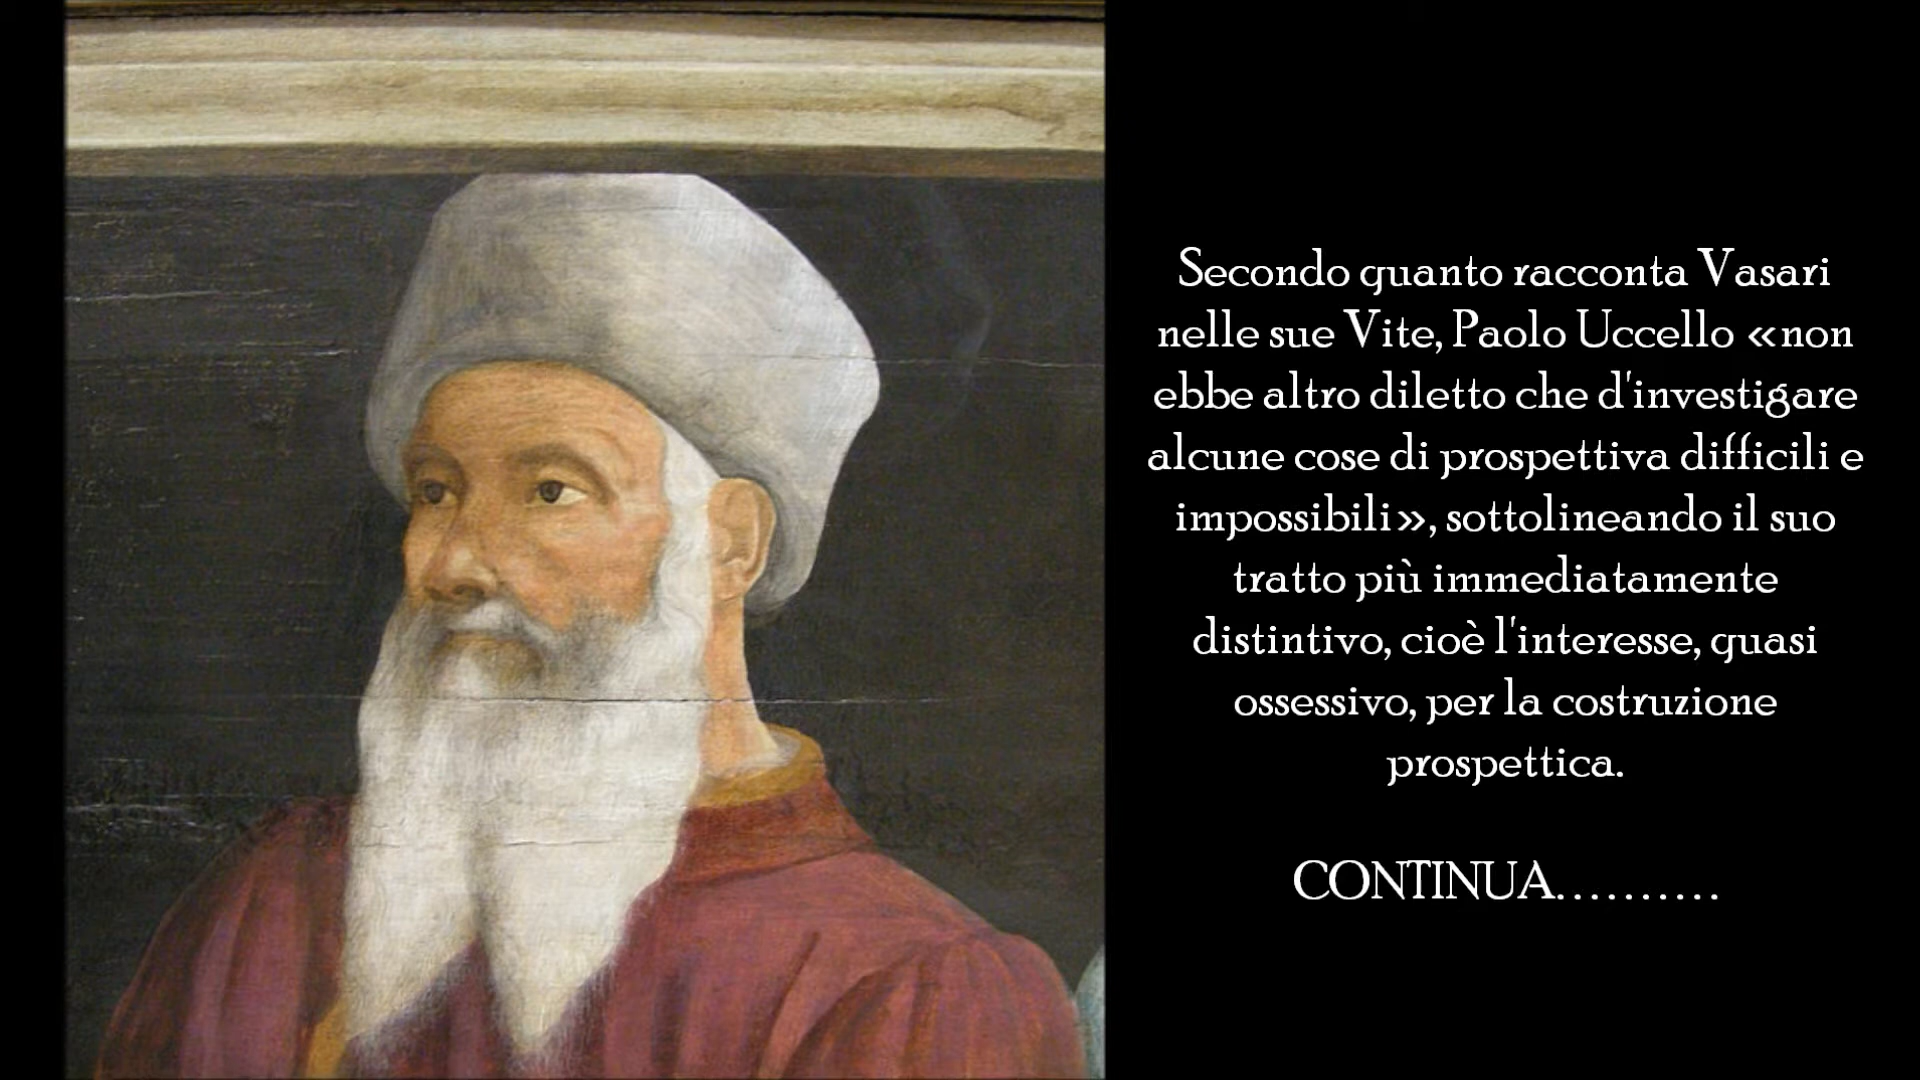 Secondo quanto racconta Vasari
nelle sue Vite, Paolo Uccello «non
ebbe altro diletto che d'investigare
alcune cose di prospettiva difficili e
impossibili», sottolineando il suo
tratto più immediatamente
distintivo, cioè l'interesse, quasi
ossessivo, per la costruzione
prospettica.
CONTINUA..........